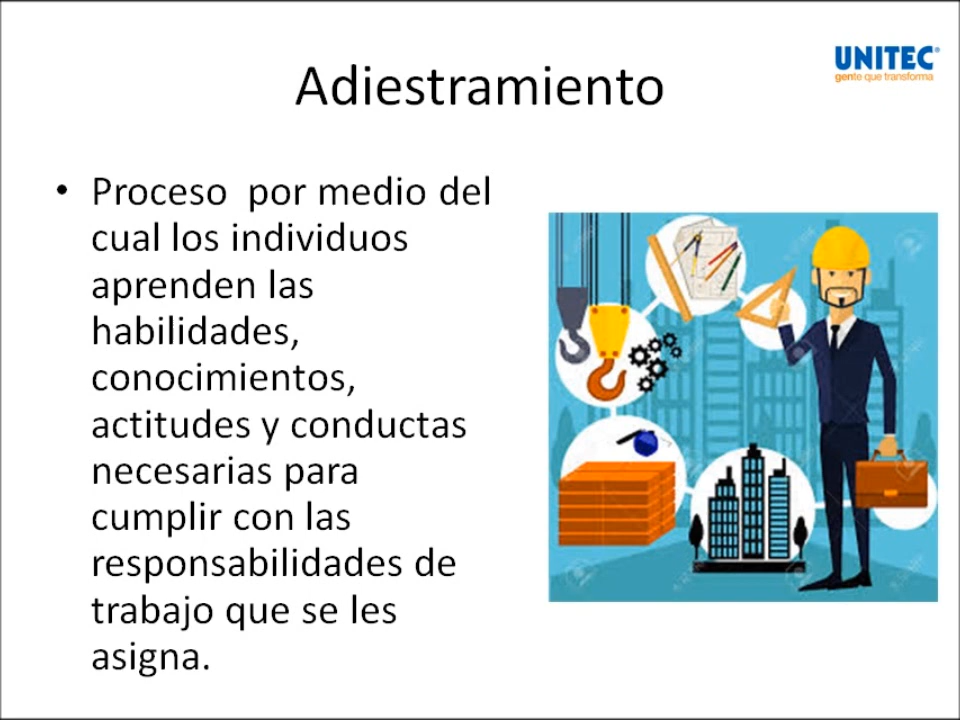 UNITEC®
gente que transforma
Adiestramiento
• Proceso  por medio del
cual los individuos
aprenden las
habilidades,
conocimientos,
actitudes y conductas
necesarias para
cumplir con las
responsabilidades de
trabajo que se les
asigna.